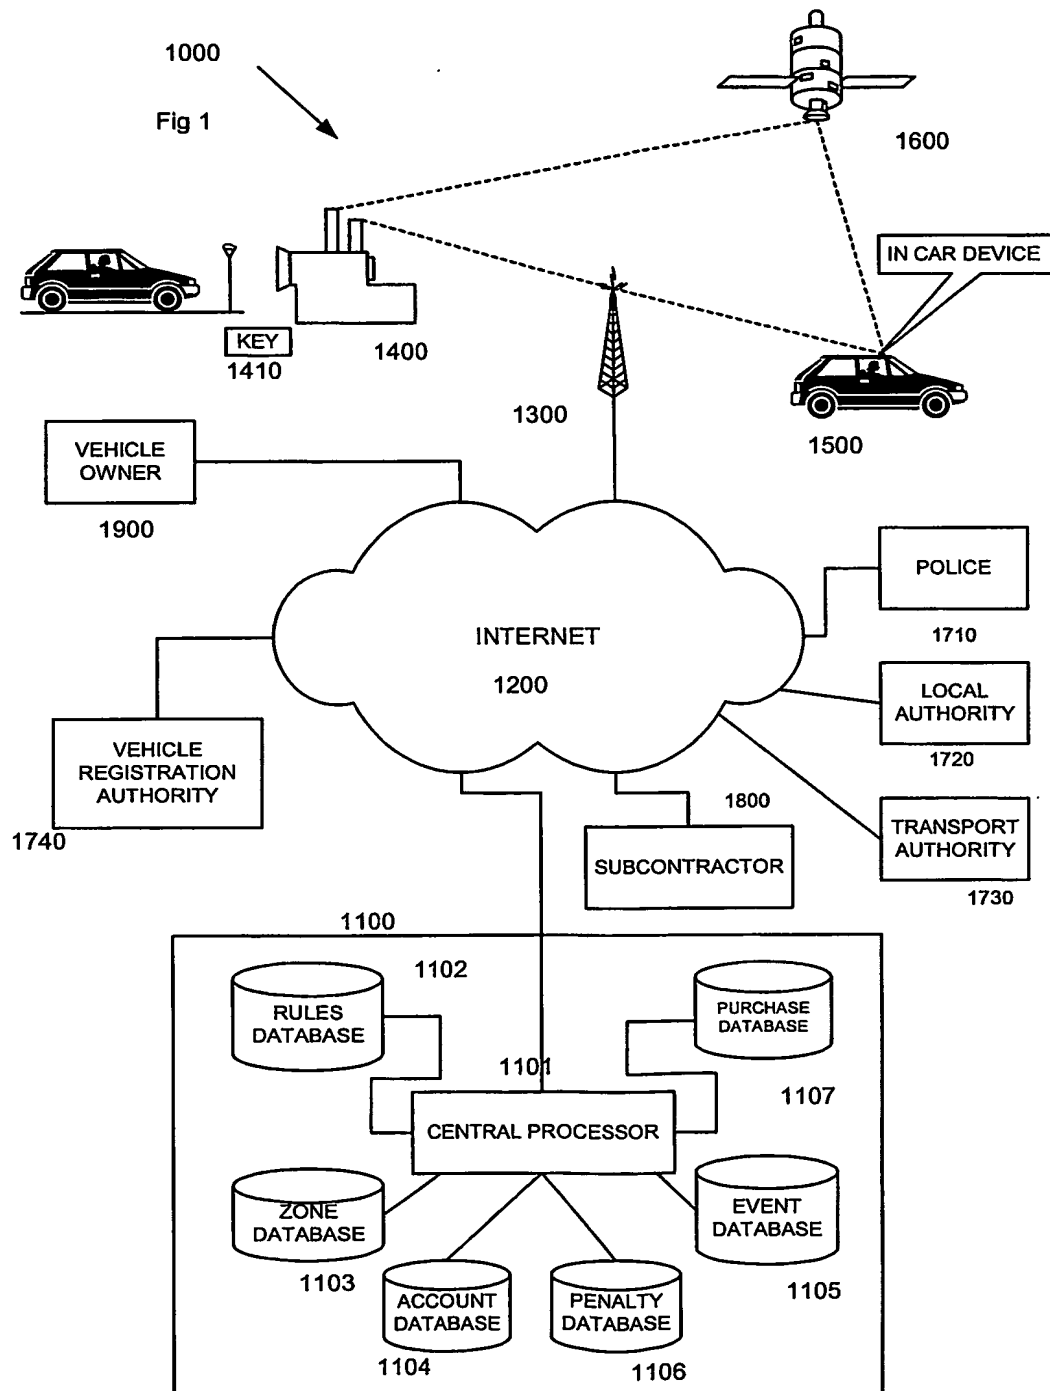 1000
Fig 1
1600
IN CAR DEVICE
KEY
1410
1400
1300
1500
VEHICLE
OWNER
1900
POLICE
1710
INTERNET
1200
LOCAL
AUTHORITY
1720
VEHICLE
REGISTRATION
AUTHORITY
1740
1800
SUBCONTRACTOR
TRANSPORT
AUTHORITY
1730
1100
1102
RULES
DATABASE
PURCHASE
DATABASE
1101
1107
CENTRAL PROCESSOR
ZONE
DATABASE
1103
EVENT
DATABASE
1105
ACCOUNT
DATABASE
1104
PENALTY
DATABASE
1106